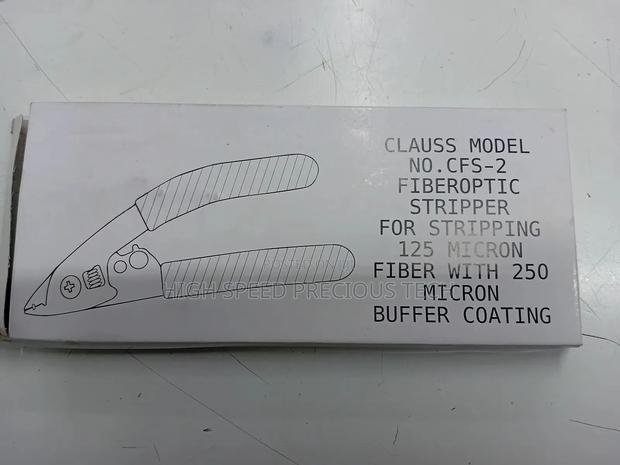 CLAUSS MODEL
NO.CFS-2
FIBEROPTIC
STRIPPER
FOR STRIPPING
125 MICRON
FIBER WITH 250
MICRON
BUFFER COATING
HIGH SPEED PRECIOUS TECH